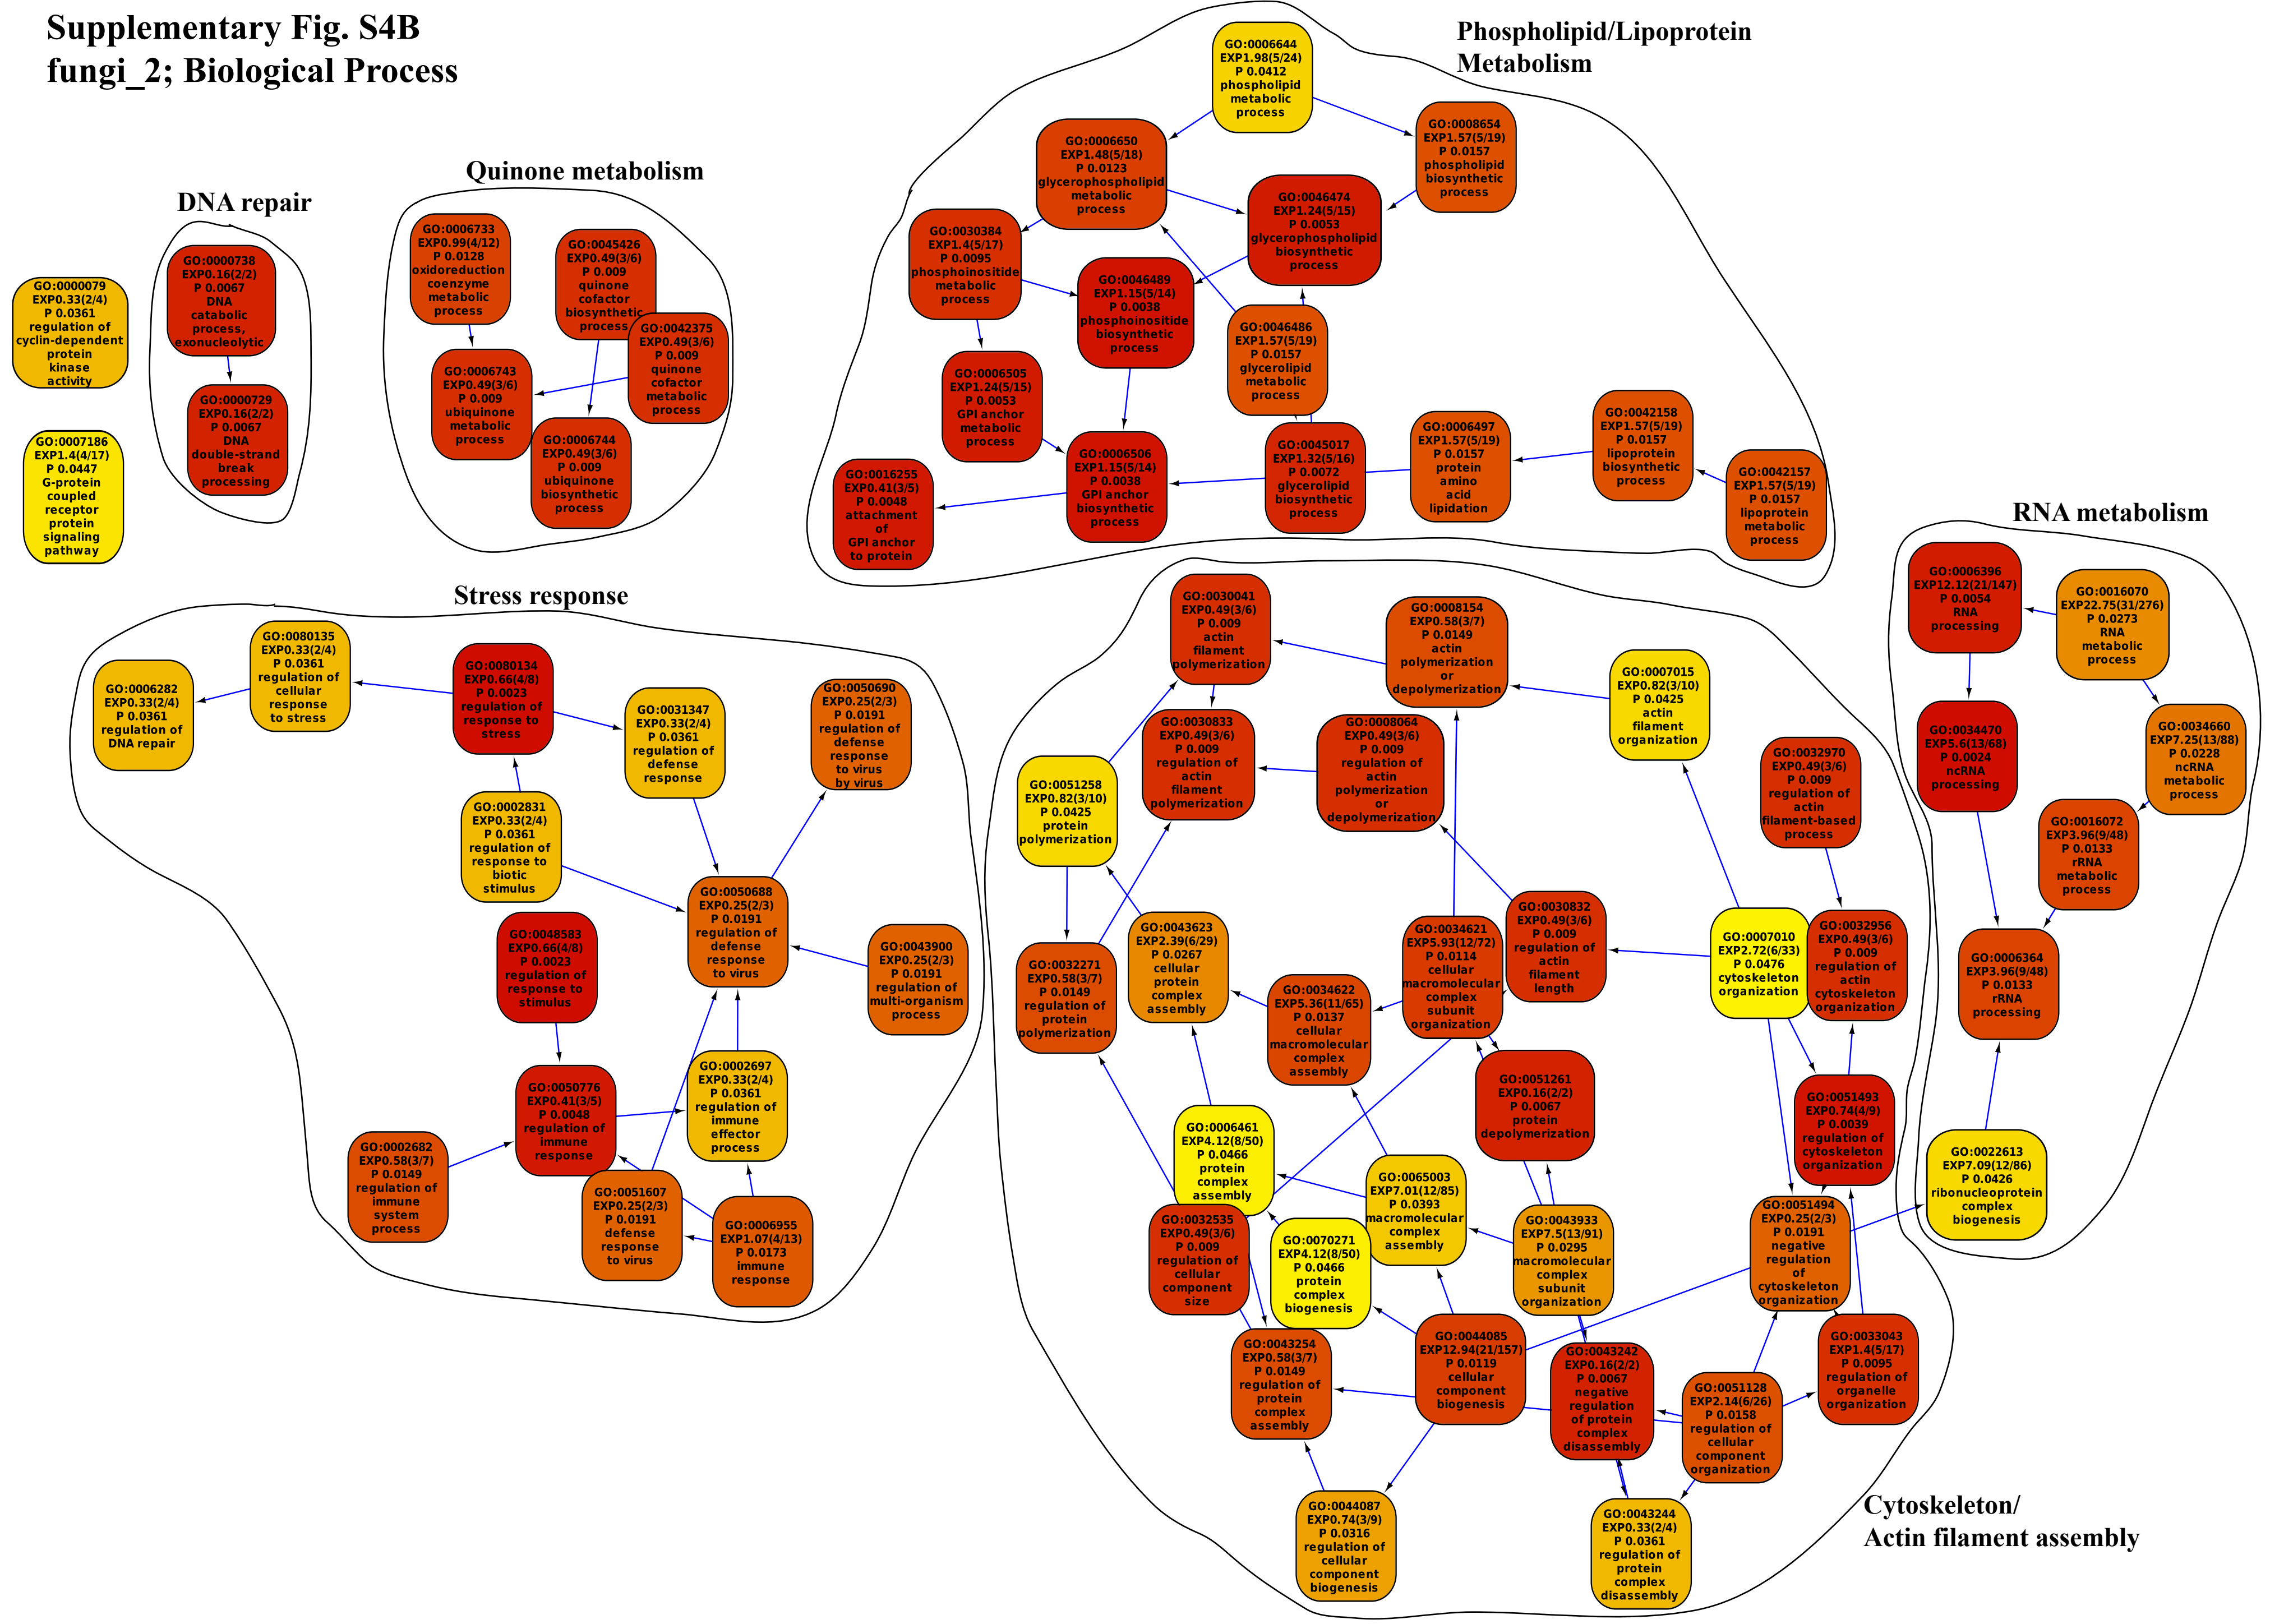 Supplementary Fig. S4B
fungi_2; Biological Process
GO:0000079
EXP0.33(2/4)
P 0.0361
regulation of
cyclin-dependent
protein
kinase
activity
GO:0007186
EXP1.4(4/17)
P 0.0447
G-protein
coupled
receptor
protein
signaling
pathway
DNA repair
GO:0000738
EXP0.16(2/2)
P 0.0067
DNA
catabolic
process,
exonucleolytic
GO:0000729
EXP0.16(2/2)
P 0.0067
DNA
double-strand
break
processing
Quinone metabolism
GO:0006733
EXP0.99(4/12)
P 0.0128
oxidoreduction
coenzyme
metabolic
process
GO:0045426
EXP0.49(3/6)
P 0.009
quinone
cofactor
biosynthetic
process
GO:0042375
EXP0.49(3/6)
P 0.009
quinone
cofactor
metabolic
process
GO:0006743
EXP0.49(3/6)
P 0.009
ubiquinone
metabolic
process
GO:0006744
EXP0.49(3/6)
P 0.009
ubiquinone
biosynthetic
process
Phospholipid/Lipoprotein
Metabolism
GO:0006644
EXP1.98(5/24)
P 0.0412
phospholipid
metabolic
process
GO:0008654
EXP1.57(5/19)
P 0.0157
phospholipid
biosynthetic
process
GO:0006650
EXP1.48(5/18)
P 0.0123
glycerophospholipid
metabolic
process
GO:0046474
EXP1.24(5/15)
P 0.0053
glycerophospholipid
biosynthetic
process
GO:0030384
EXP1.4(5/17)
P 0.0095
phosphoinositide
metabolic
process
GO:0046489
EXP1.15(5/14)
P 0.0038
phosphoinositide
biosynthetic
process
GO:0046486
EXP1.57(5/19)
P 0.0157
glycerolipid
metabolic
process
GO:0006505
EXP1.24(5/15)
P 0.0053
GPI anchor
metabolic
process
GO:0016255
EXP0.41(3/5)
P 0.0048
attachment
of
GPI anchor
to protein
GO:0006506
EXP1.15(5/14)
P 0.0038
GPI anchor
biosynthetic
process
GO:0045017
EXP1.32(5/16)
P 0.0072
glycerolipid
biosynthetic
process
GO:0006497
EXP1.57(5/19)
P 0.0157
protein
amino
acid
lipidation
GO:0042158
EXP1.57(5/19)
P 0.0157
lipoprotein
biosynthetic
process
GO:0042157
EXP1.57(5/19)
P 0.0157
lipoprotein
metabolic
process
RNA metabolism
GO:0006396
EXP12.12(21/147)
P 0.0054
RNA
processing
GO:0016070
EXP22.75(31/276)
P 0.0273
RNA
metabolic
process
GO:0034470
EXP5.6(13/68)
P 0.0024
ncRNA
processing
GO:0034660
EXP7.25(13/88)
P 0.0228
ncRNA
metabolic
process
GO:0016072
EXP3.96(9/48)
P 0.0133
rRNA
metabolic
process
GO:0006364
EXP3.96(9/48)
P 0.0133
rRNA
processing
GO:0022613
EXP7.09(12/86)
P 0.0426
ribonucleoprotein
complex
biogenesis
Stress response
GO:0006282
EXP0.33(2/4)
P 0.0361
regulation of
DNA repair
GO:0080135
EXP0.33(2/4)
P 0.0361
regulation of
cellular
response
to stress
GO:0080134
EXP0.66(4/8)
P 0.0023
regulation of
response to
stress
GO:0031347
EXP0.33(2/4)
P 0.0361
regulation of
defense
response
GO:0050690
EXP0.25(2/3)
P 0.0191
regulation of
defense
response
to virus
by virus
GO:0002831
EXP0.33(2/4)
P 0.0361
regulation of
response to
biotic
stimulus
GO:0050688
EXP0.25(2/3)
P 0.0191
regulation of
defense
response
to virus
GO:0048583
EXP0.66(4/8)
P 0.0023
regulation of
response to
stimulus
GO:0043900
EXP0.25(2/3)
P 0.0191
regulation of
multi-organism
process
GO:0002697
EXP0.33(2/4)
P 0.0361
regulation of
immune
effector
process
GO:0050776
EXP0.41(3/5)
P 0.0048
regulation of
immune
response
GO:0002682
EXP0.58(3/7)
P 0.0149
regulation of
immune
system
process
GO:0051607
EXP0.25(2/3)
P 0.0191
defense
response
to virus
GO:0006955
EXP1.07(4/13)
P 0.0173
immune
response
GO:0030041
EXP0.49(3/6)
P 0.009
actin
filament
polymerization
GO:0008154
EXP0.58(3/7)
P 0.0149
actin
polymerization
or
depolymerization
GO:0007015
EXP0.82(3/10)
P 0.0425
actin
filament
organization
GO:0030833
EXP0.49(3/6)
P 0.009
regulation of
actin
filament
polymerization
GO:0008064
EXP0.49(3/6)
P 0.009
regulation of
actin
polymerization
or
depolymerization
GO:0032970
EXP0.49(3/6)
P 0.009
regulation of
actin
filament-based
process
GO:0051258
EXP0.82(3/10)
P 0.0425
protein
polymerization
GO:0032271
EXP0.58(3/7)
P 0.0149
regulation of
protein
polymerization
GO:0043623
EXP2.39(6/29)
P 0.0267
cellular
protein
complex
assembly
GO:0034622
EXP5.36(11/65)
P 0.0137
cellular
macromolecular
complex
assembly
GO:0034621
EXP5.93(12/72)
P 0.0114
cellular
macromolecular
complex
subunit
organization
GO:0030832
EXP0.49(3/6)
P 0.009
regulation of
actin
filament
length
GO:0007010
EXP2.72(6/33)
P 0.0476
cytoskeleton
organization
GO:0032956
EXP0.49(3/6)
P 0.009
regulation of
actin
cytoskeleton
organization
GO:0051261
EXP0.16(2/2)
P 0.0067
protein
depolymerization
GO:0051493
EXP0.74(4/9)
P 0.0039
regulation of
cytoskeleton
organization
GO:0006461
EXP4.12(8/50)
P 0.0466
protein
complex
assembly
GO:0065003
EXP7.01(12/85)
P 0.0393
macromolecular
complex
assembly
GO:0032535
EXP0.49(3/6)
P 0.009
regulation of
cellular
component
size
GO:0070271
EXP4.12(8/50)
P 0.0466
protein
complex
biogenesis
GO:0043933
EXP7.5(13/91)
P 0.0295
macromolecular
complex
subunit
organization
GO:0051494
EXP0.25(2/3)
P 0.0191
negative
regulation
of
cytoskeleton
organization
GO:0043254
EXP0.58(3/7)
P 0.0149
regulation of
protein
complex
assembly
GO:0044085
EXP12.94(21/157)
P 0.0119
cellular
component
biogenesis
GO:0043242
EXP0.16(2/2)
P 0.0067
negative
regulation
of protein
complex
disassembly
GO:0051128
EXP2.14(6/26)
P 0.0158
regulation of
cellular
component
organization
GO:0033043
EXP1.4(5/17)
P 0.0095
regulation of
organelle
organization
GO:0044087
EXP0.74(3/9)
P 0.0316
regulation of
cellular
component
biogenesis
GO:0043244
EXP0.33(2/4)
P 0.0361
regulation of
protein
complex
disassembly
Cytoskeleton/
Actin filament assembly